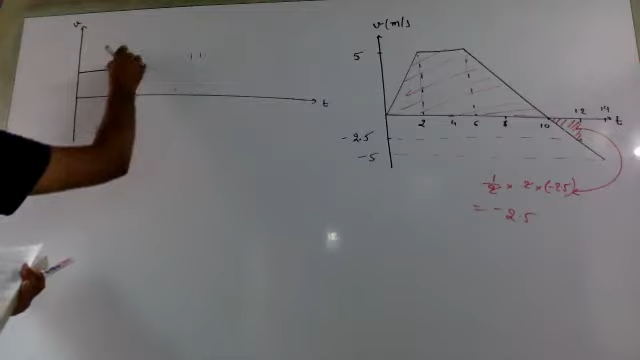 v
t
v(m/s
5
-2.5
-5
2
4
6
8
10
12
14
t
1/2 × 2 × (-2.5)
= -2.5